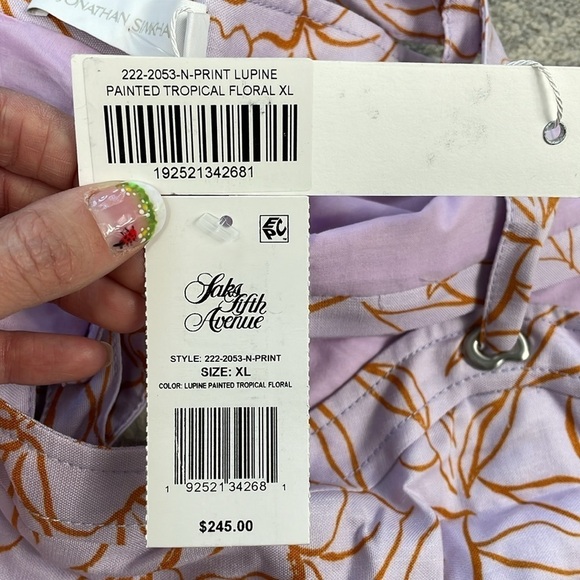 JONATHAN SIMKHAI
222-2053-N-PRINT LUPINE
PAINTED TROPICAL FLORAL XL
192521342681
EPC
Saks
Fifth
Avenue
STYLE: 222-2053-N-PRINT
SIZE: XL
COLOR: LUPINE PAINTED TROPICAL FLORAL
1 92521 34268 1
$245.00